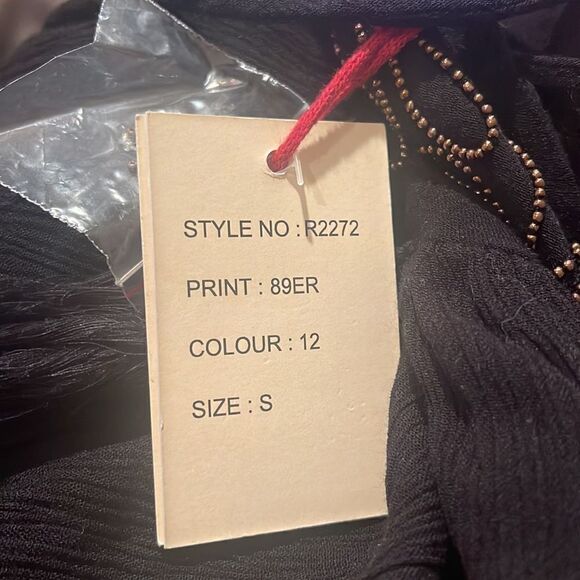 STYLE NO : R2272
PRINT : 89ER
COLOUR : 12
SIZE : S